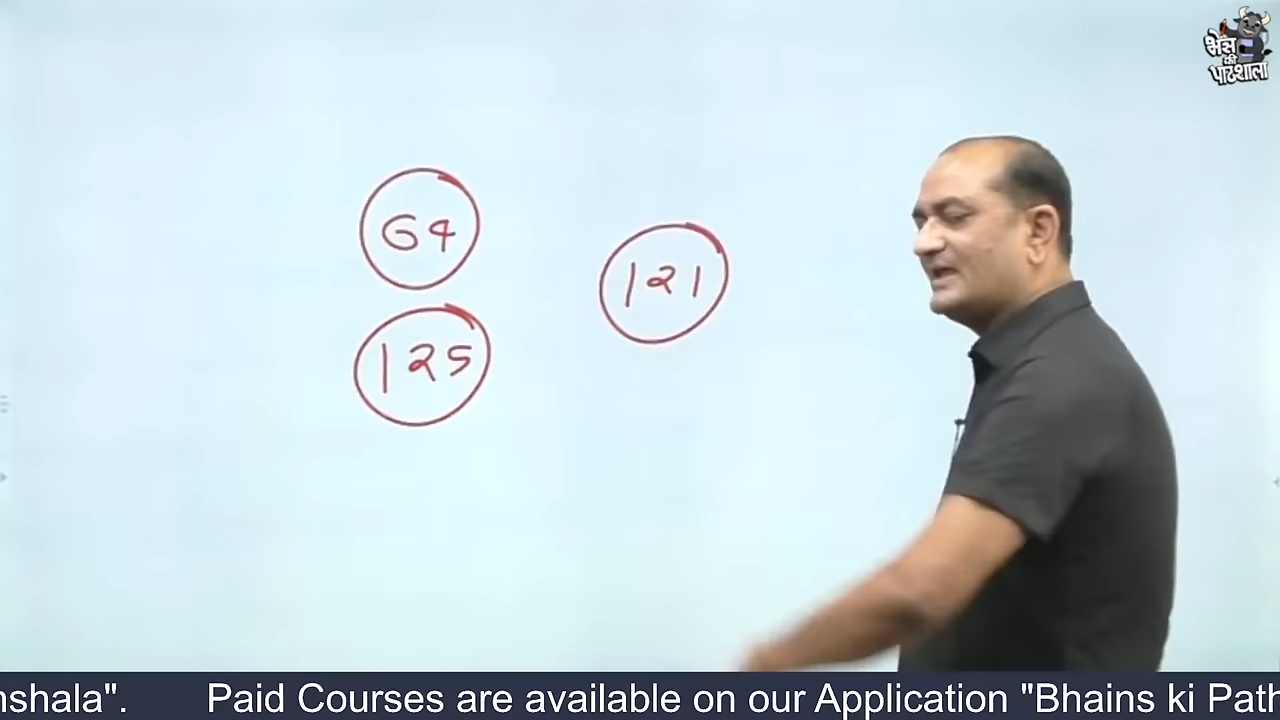 भैंस
की
पाठशाला
64
121
125
nshala". Paid Courses are available on our Application "Bhains ki Path